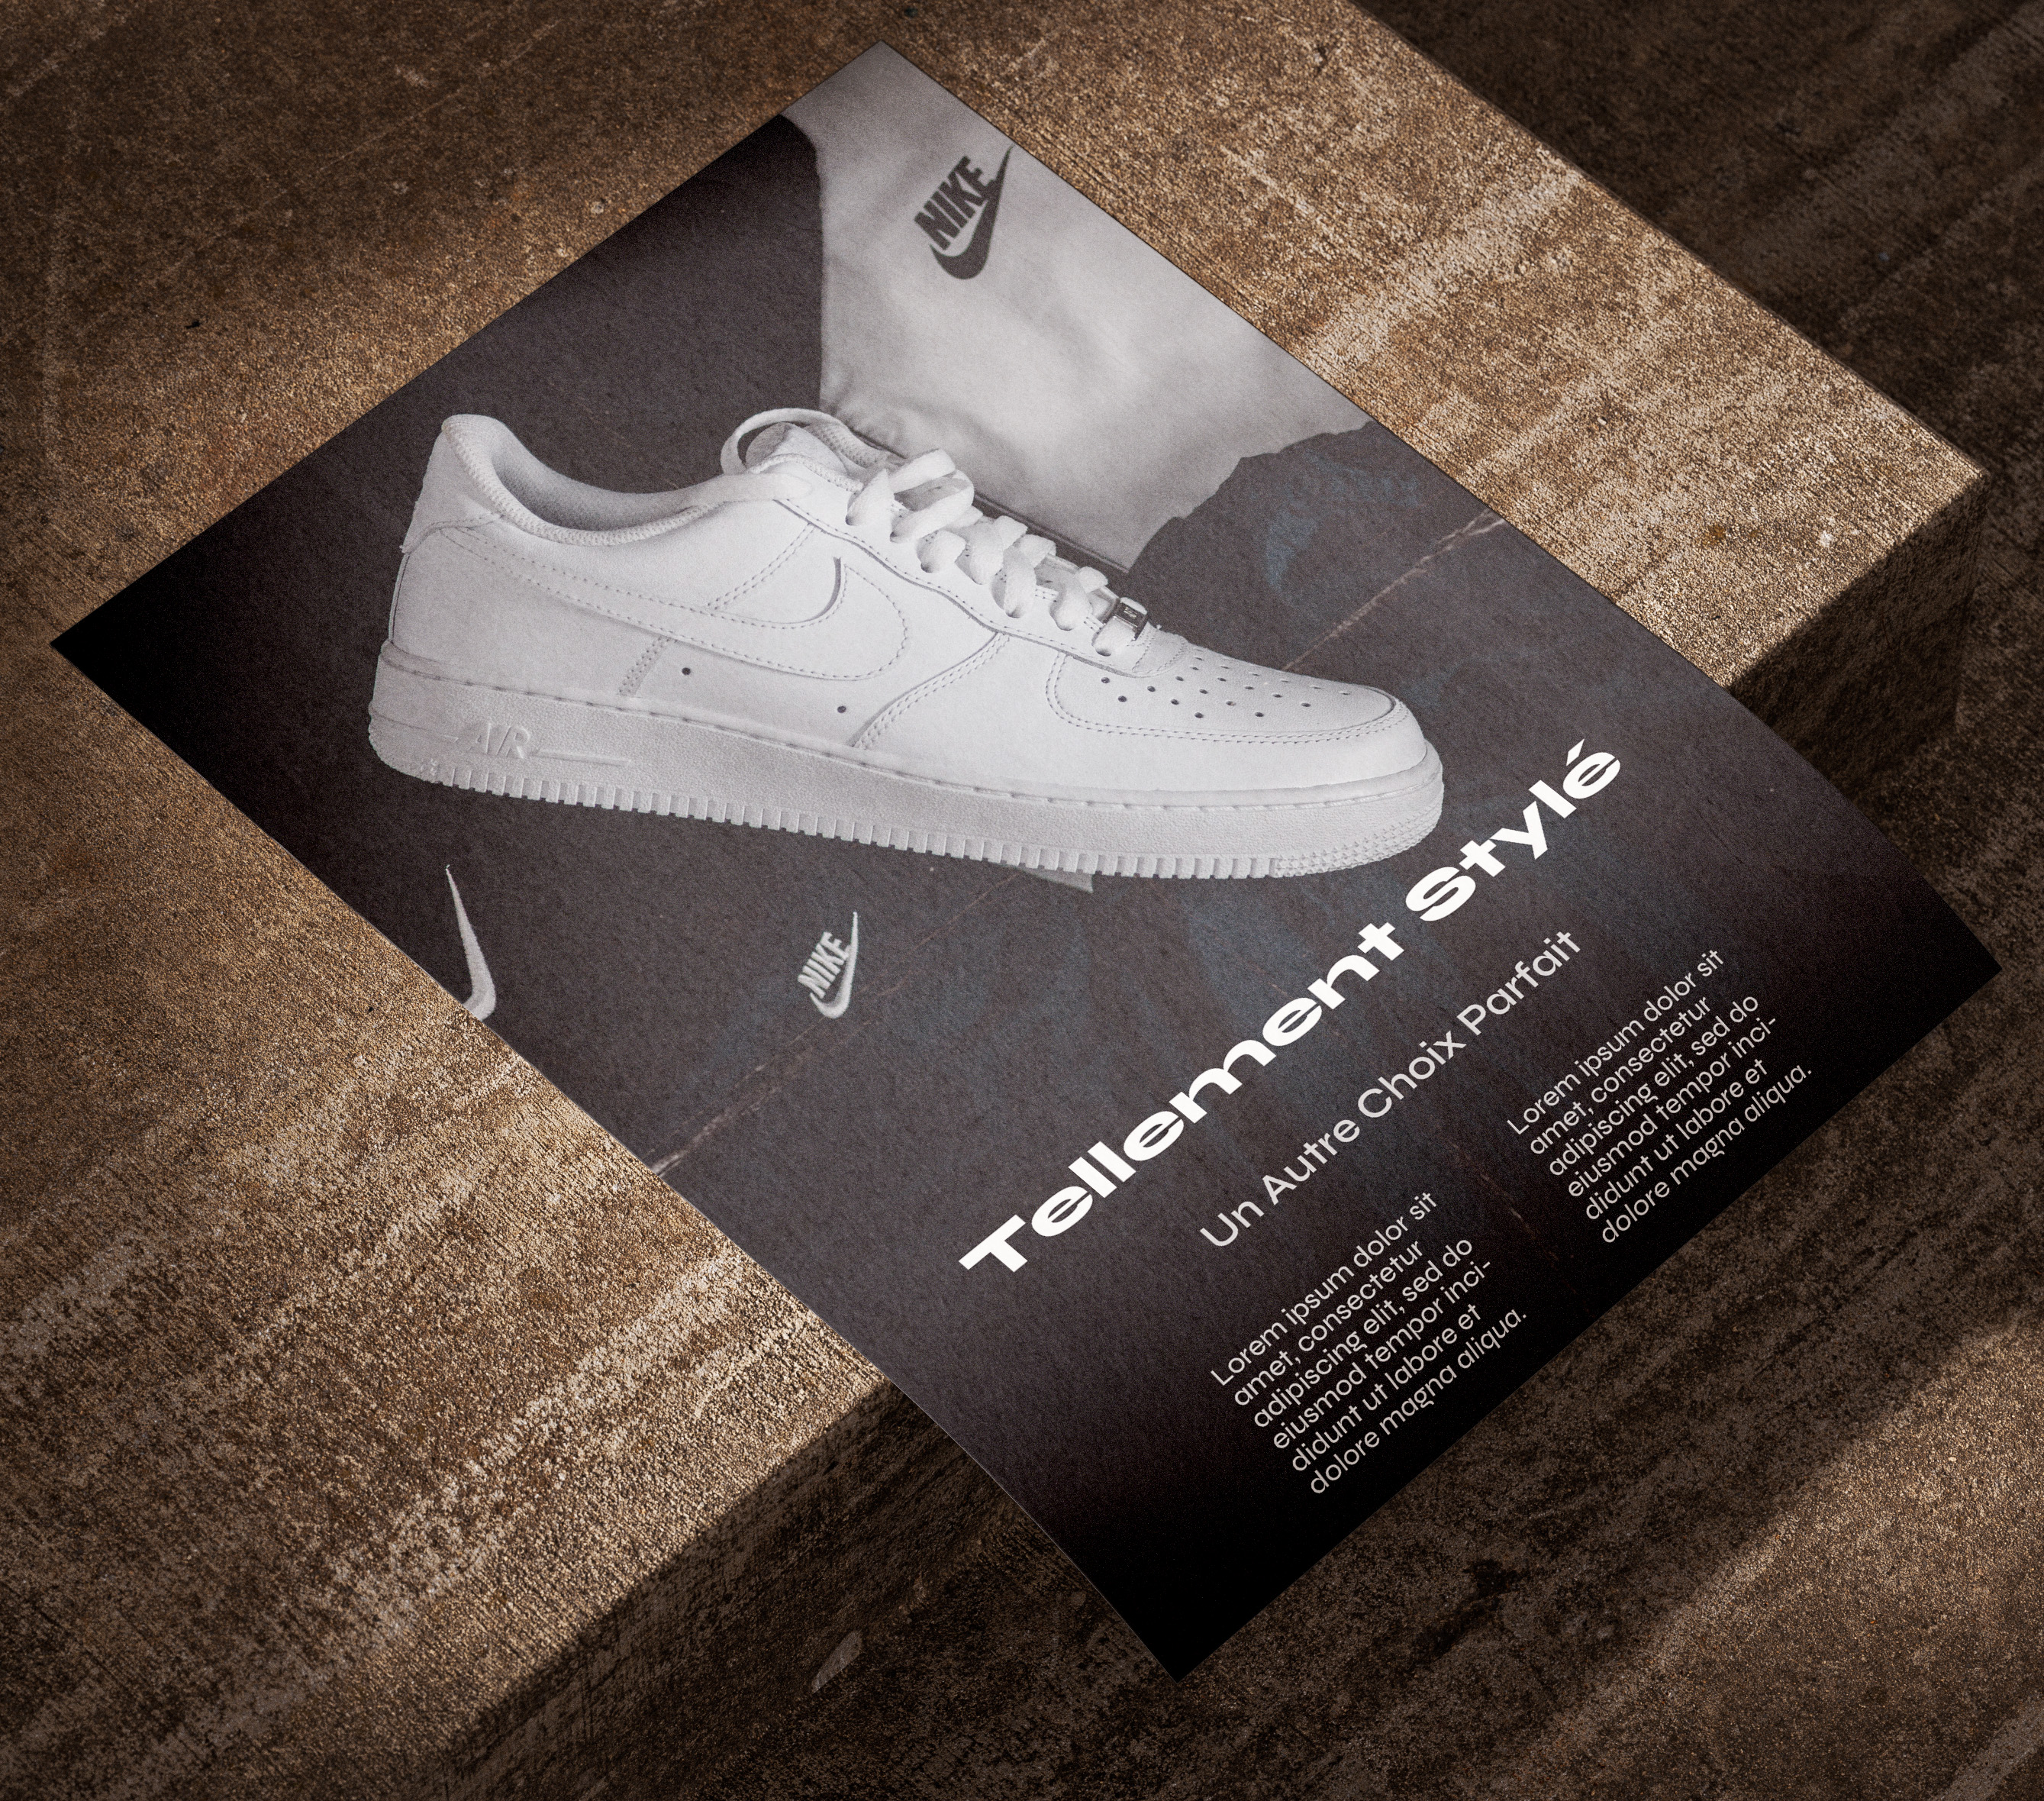 NIKE
AIR
NIKE
Tellement Stylé
Un Autre Choix Parfait
Lorem ipsum dolor sit
amet, consectetur
adipiscing elit, sed do
eiusmod tempor inci-
didunt ut labore et
dolore magna aliqua.
Lorem ipsum dolor sit
amet, consectetur
adipiscing elit, sed do
eiusmod tempor inci-
didunt ut labore et
dolore magna aliqua.